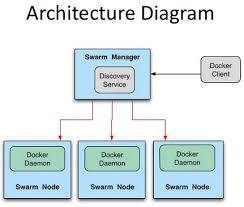 Architecture Diagram
Swarm Manager
Discovery
Service
Docker
Client
Docker
Daemon
Swarm Node
Docker
Daemon
Swarm Node
Docker
Daemon
Swarm Node